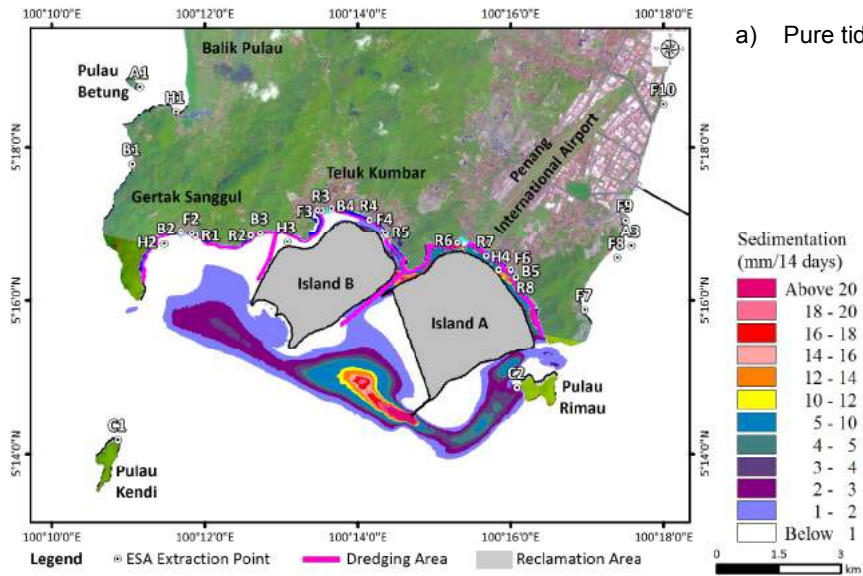 100°10'0"E 100°12'0"E 100°14'0"E 100°16'0"E 100°18'0"E
a) Pure tid
Balik Pulau
Pulau
Betung
A1
H1
F10
5°18'0"N
5°18'0"N
B1
Penang
International Airport
Teluk Kumbar
Gertak Sanggul
R3
F3
B4
R4
F4
R5
F9
A3
F8
B2
F2
H2
R1
R2
B3
H3
R6
R7
H4
F6
B5
R8
F7
Island B
Island A
5°16'0"N
5°16'0"N
C2
Pulau
Rimau
C1
Pulau
Kendi
5°14'0"N
5°14'0"N
100°10'0"E 100°12'0"E 100°14'0"E 100°16'0"E 100°18'0"E
Legend ESA Extraction Point Dredging Area Reclamation Area
Sedimentation
(mm/14 days)
Above 20
18 - 20
16 - 18
14 - 16
12 - 14
10 - 12
5 - 10
4 - 5
3 - 4
2 - 3
1 - 2
Below 1
0 1.5 3
km